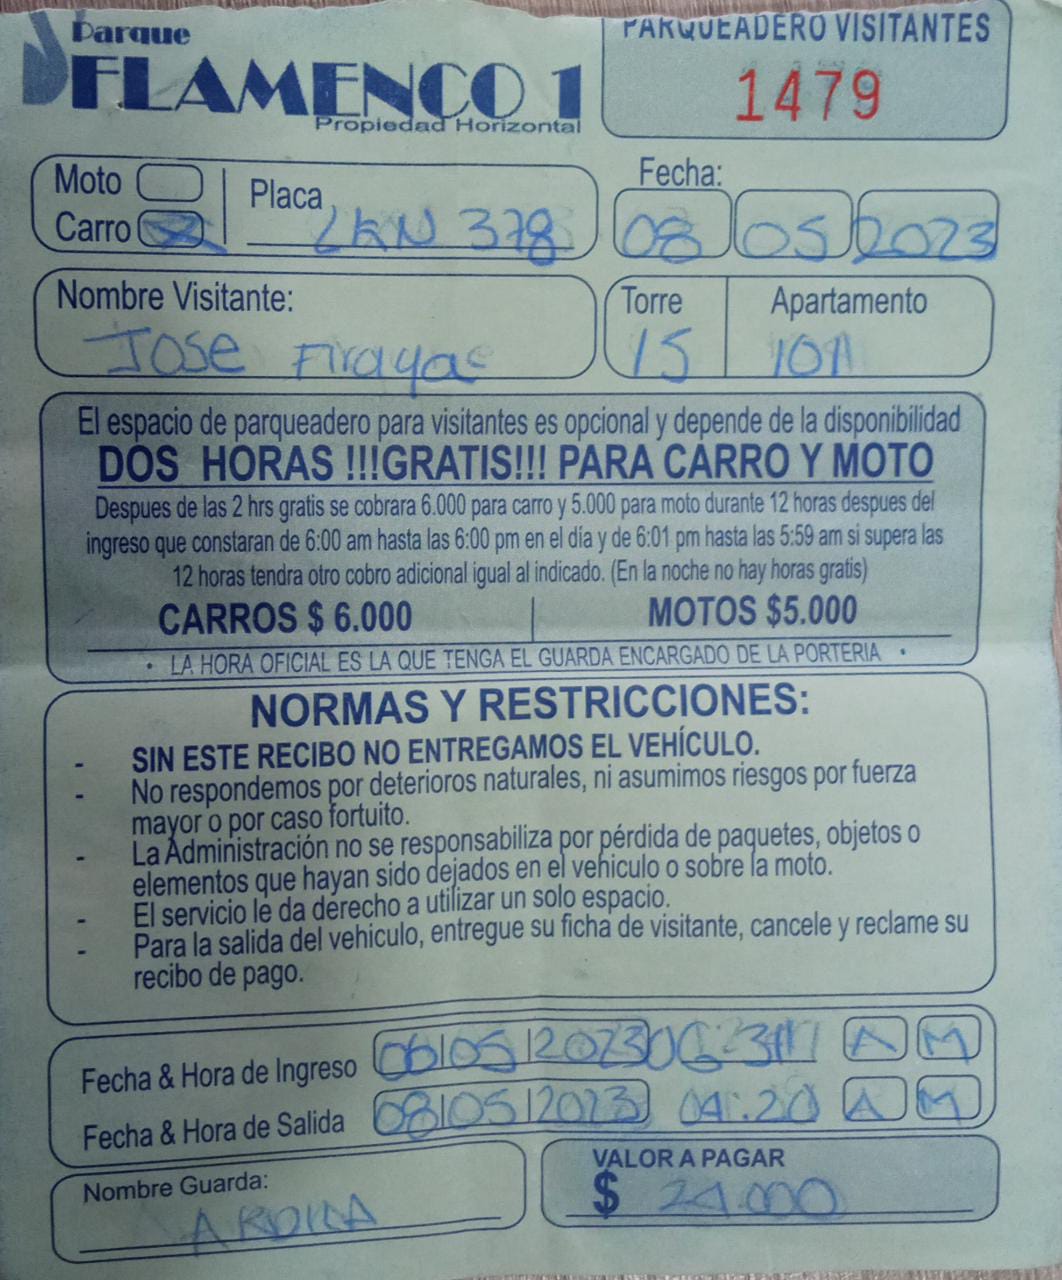 Parque
FLAMENCO 1
Propiedad Horizontal
PARQUEADERO VISITANTES
1479
Moto
Carro
Placa
LKN 378
Fecha:
08 05 2023
Nombre Visitante:
JOSE
Torre
15
Apartamento
101
El espacio de parqueadero para visitantes es opcional y depende de la disponibilidad
DOS HORAS !!!GRATIS!!! PARA CARRO Y MOTO
Despues de las 2 hrs gratis se cobrara 6.000 para carro y 5.000 para moto durante 12 horas despues del
ingreso que constaran de 6:00 am hasta las 6:00 pm en el día y de 6:01 pm hasta las 5:59 am si supera las
12 horas tendra otro cobro adicional igual al indicado. (En la noche no hay horas gratis)
CARROS $ 6.000
MOTOS $5.000
· LA HORA OFICIAL ES LA QUE TENGA EL GUARDA ENCARGADO DE LA PORTERIA ·
NORMAS Y RESTRICCIONES:
- SIN ESTE RECIBO NO ENTREGAMOS EL VEHÍCULO.
- No respondemos por deterioros naturales, ni asumimos riesgos por fuerza
mayor o por caso fortuito.
- La Administración no se responsabiliza por pérdida de paquetes, objetos o
elementos que hayan sido dejados en el vehiculo o sobre la moto.
- El servicio le da derecho a utilizar un solo espacio.
- Para la salida del vehiculo, entregue su ficha de visitante, cancele y reclame su
recibo de pago.
Fecha & Hora de Ingreso 06 05 2023 A M
Fecha & Hora de Salida 08 05 2023 A M
Nombre Guarda:
ARDILA
VALOR A PAGAR
$